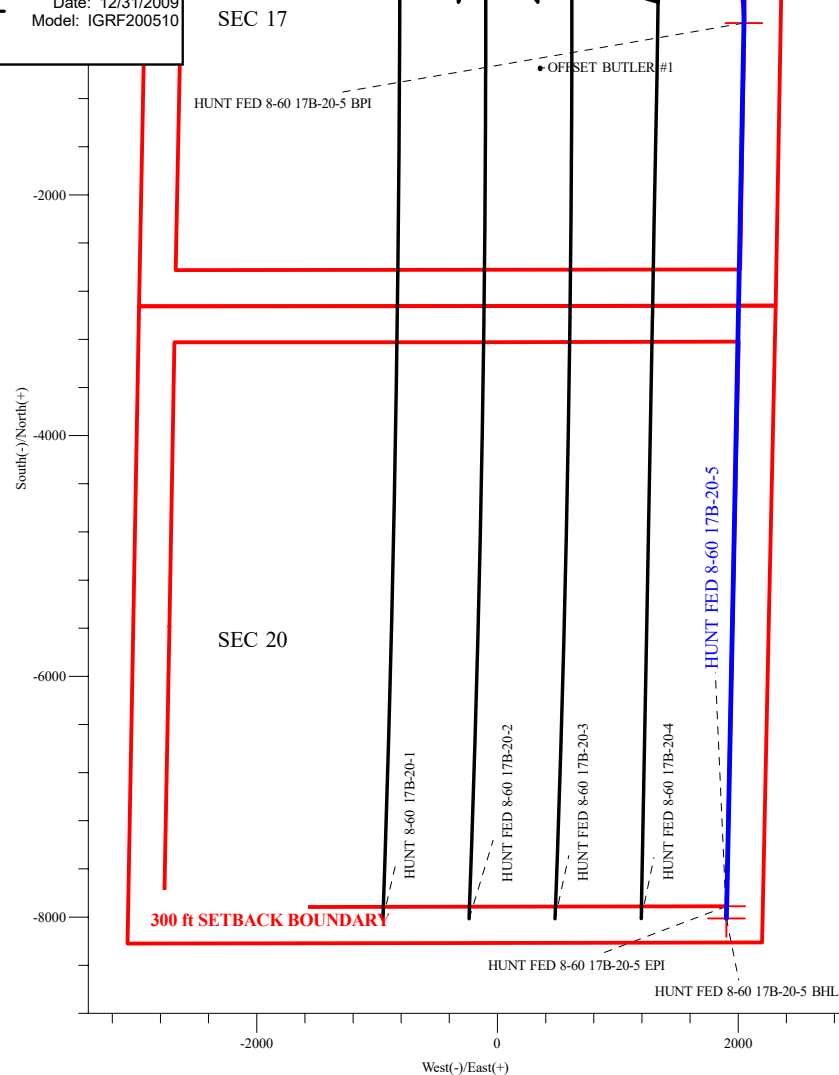 Date: 12/31/2009
Model: IGRF200510
SEC 17
OFFSET BUTLER #1
HUNT FED 8-60 17B-20-5 BPI
-2000
-4000
South(-)/North(+)
HUNT FED 8-60 17B-20-5
SEC 20
-6000
HUNT 8-60 17B-20-1
HUNT FED 8-60 17B-20-2
HUNT FED 8-60 17B-20-3
HUNT FED 8-60 17B-20-4
-8000
300 ft SETBACK BOUNDARY
HUNT FED 8-60 17B-20-5 EPI
HUNT FED 8-60 17B-20-5 BHL
-2000
0
2000
West(-)/East(+)